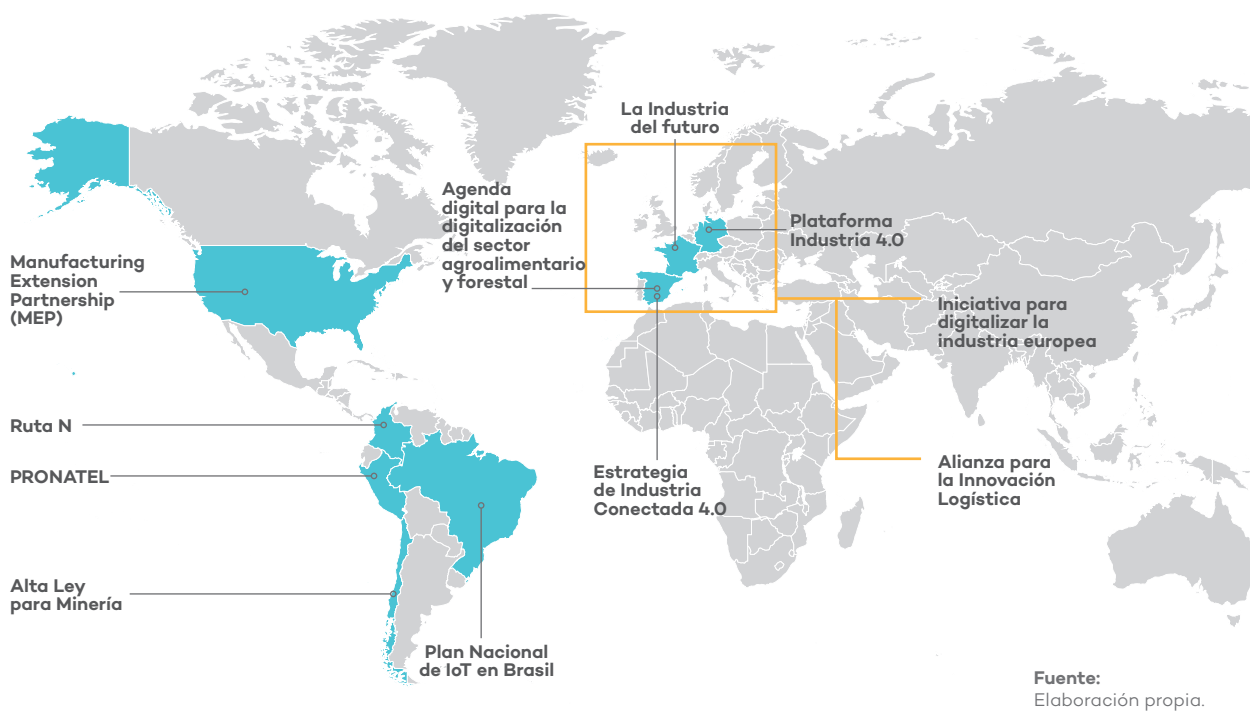 La Industria
del futuro
Agenda
digital para la
digitalización
del sector
agroalimentario
y forestal
Plataforma
Industria 4.0
Manufacturing
Extension
Partnership
(MEP)
Iniciativa para
digitalizar la
industria europea
Ruta N
PRONATEL
Estrategia
de Industria
Conectada 4.0
Alianza para
la Innovación
Logística
Alta Ley
para Minería
Plan Nacional
de IoT en Brasil
Fuente:
Elaboración propia.